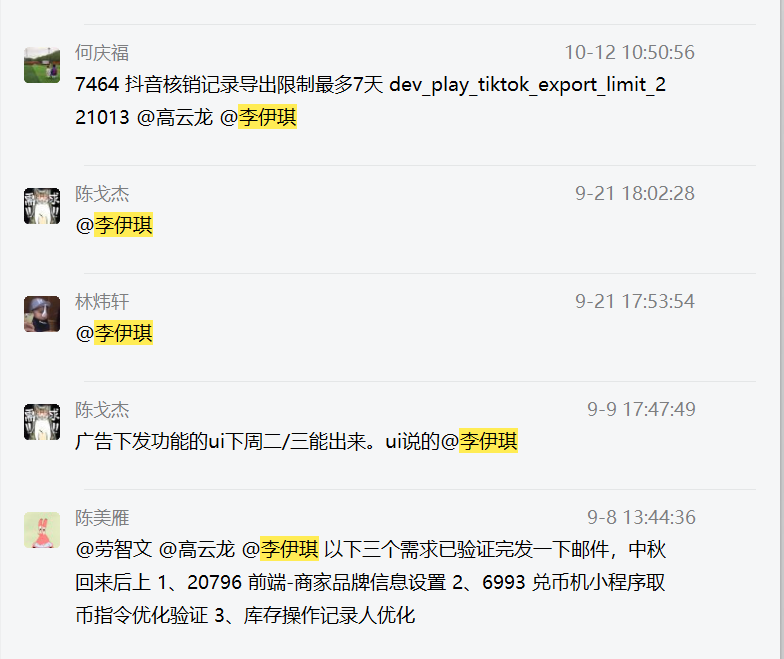 何庆福
10-12 10:50:56
7464 抖音核销记录导出限制最多7天 dev_play_tiktok_export_limit_2
21013 @高云龙 @李伊琪
陈戈杰
9-21 18:02:28
@李伊琪
林炜轩
9-21 17:53:54
@李伊琪
陈戈杰
9-9 17:47:49
广告下发功能的ui下周二/三能出来。ui说的@李伊琪
陈美雁
9-8 13:44:36
@劳智文 @高云龙 @李伊琪 以下三个需求已验证完发一下邮件，中秋
回来后上 1、20796 前端-商家品牌信息设置 2、6993 兑币机小程序取
币指令优化验证 3、库存操作记录人优化